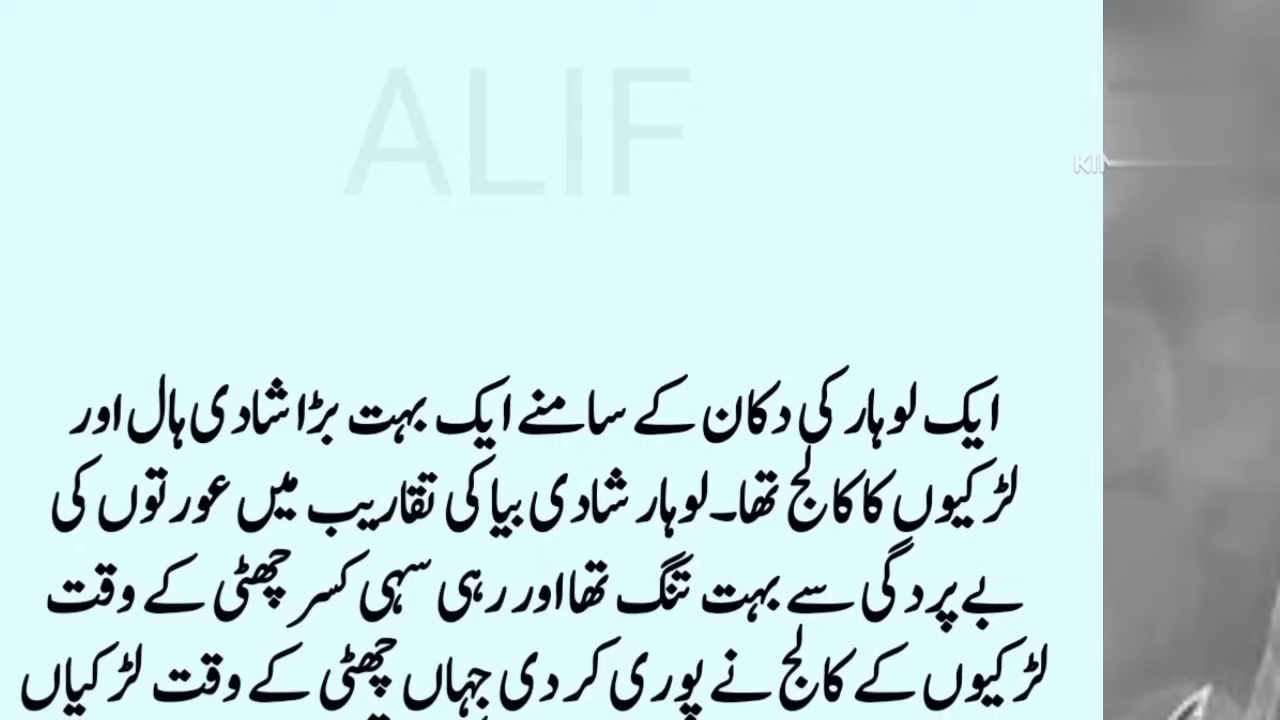 ALIF
KIN
ایک لوہار کی دکان کے سامنے ایک بہت بڑا شادی ہال اور
لڑکیوں کا کالج تھا۔لوہار شادی بیا کی تقاریب میں عورتوں کی
بے پردگی سے بہت تنگ تھا اور رہی سہی کسر چھٹی کے وقت
لڑکیوں کے کالج نے پوری کر دی جہاں چھٹی کے وقت لڑکیاں